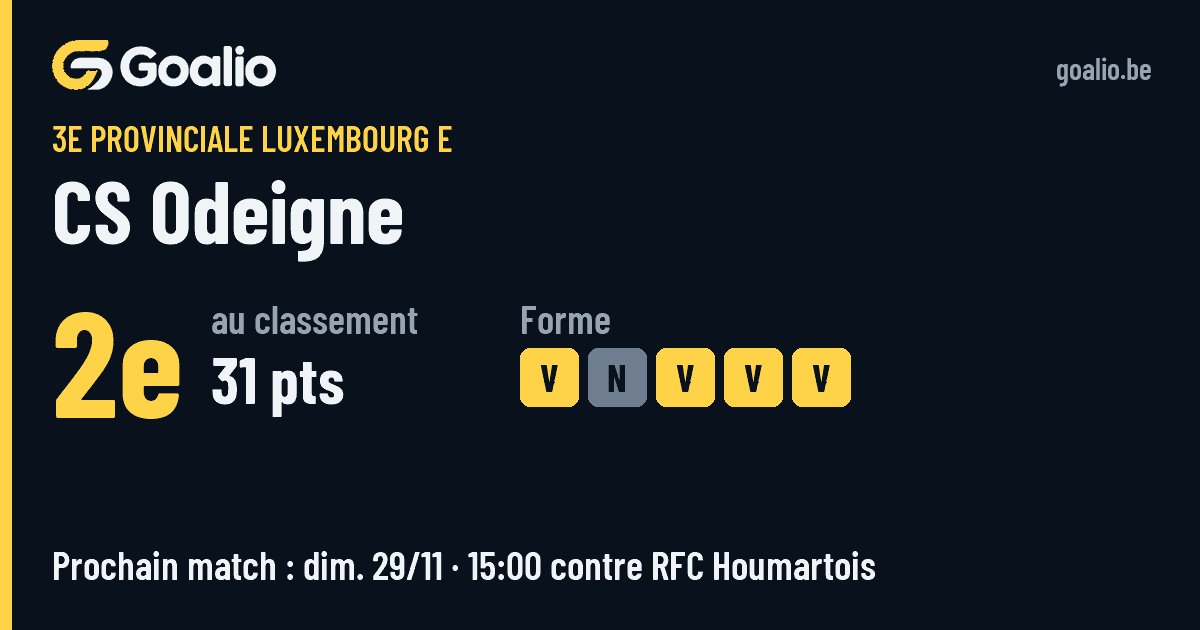 Goalio
goalio.be
3E PROVINCIALE LUXEMBOURG E
CS Odeigne
2e
au classement
31 pts
Forme
V N V V V
Prochain match : dim. 29/11 · 15:00 contre RFC Houmartois